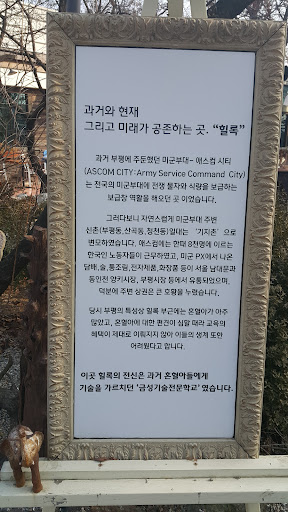 과거와 현재
그리고 미래가 공존하는 곳. "힐록"
과거 부평에 주둔했던 미군부대- 애스컴 시티
(ASCOM CITY:Army Service Command City)
는 전국의 미군부대에 전쟁 물자와 식량을 보급하는
보급창 역활을 해오던 곳 이었습니다.
그러다보니 자연스럽게 미군부대 주변
신촌(부평동,산곡동,청천동)일대는 '기지촌' 으로
변모하였습니다. 애스컴에는 한때 8천명에 이르는
한국인 노동자들이 근무하였고, 미군 PX에서 나온
담배,술,통조림,전자제품,화장품 등이 서울 남대문과
동인천 양키시장, 부평시장 등에서 유통되었으며,
덕분에 주변 상권은 큰 호황을 누렸습니다.
당시 부평의 특성상 힐록 부근에는 혼혈아가 아주
많았고, 혼혈아에 대한 편견이 심할 때라 교육의
혜택이 제대로 이뤄지지 않아 아들의 생계 또한
어려웠다고 합니다.
이곳 힐록의 전신은 과거 혼혈아들에게
기술을 가르치던 '금성기술전문학교' 였습니다.